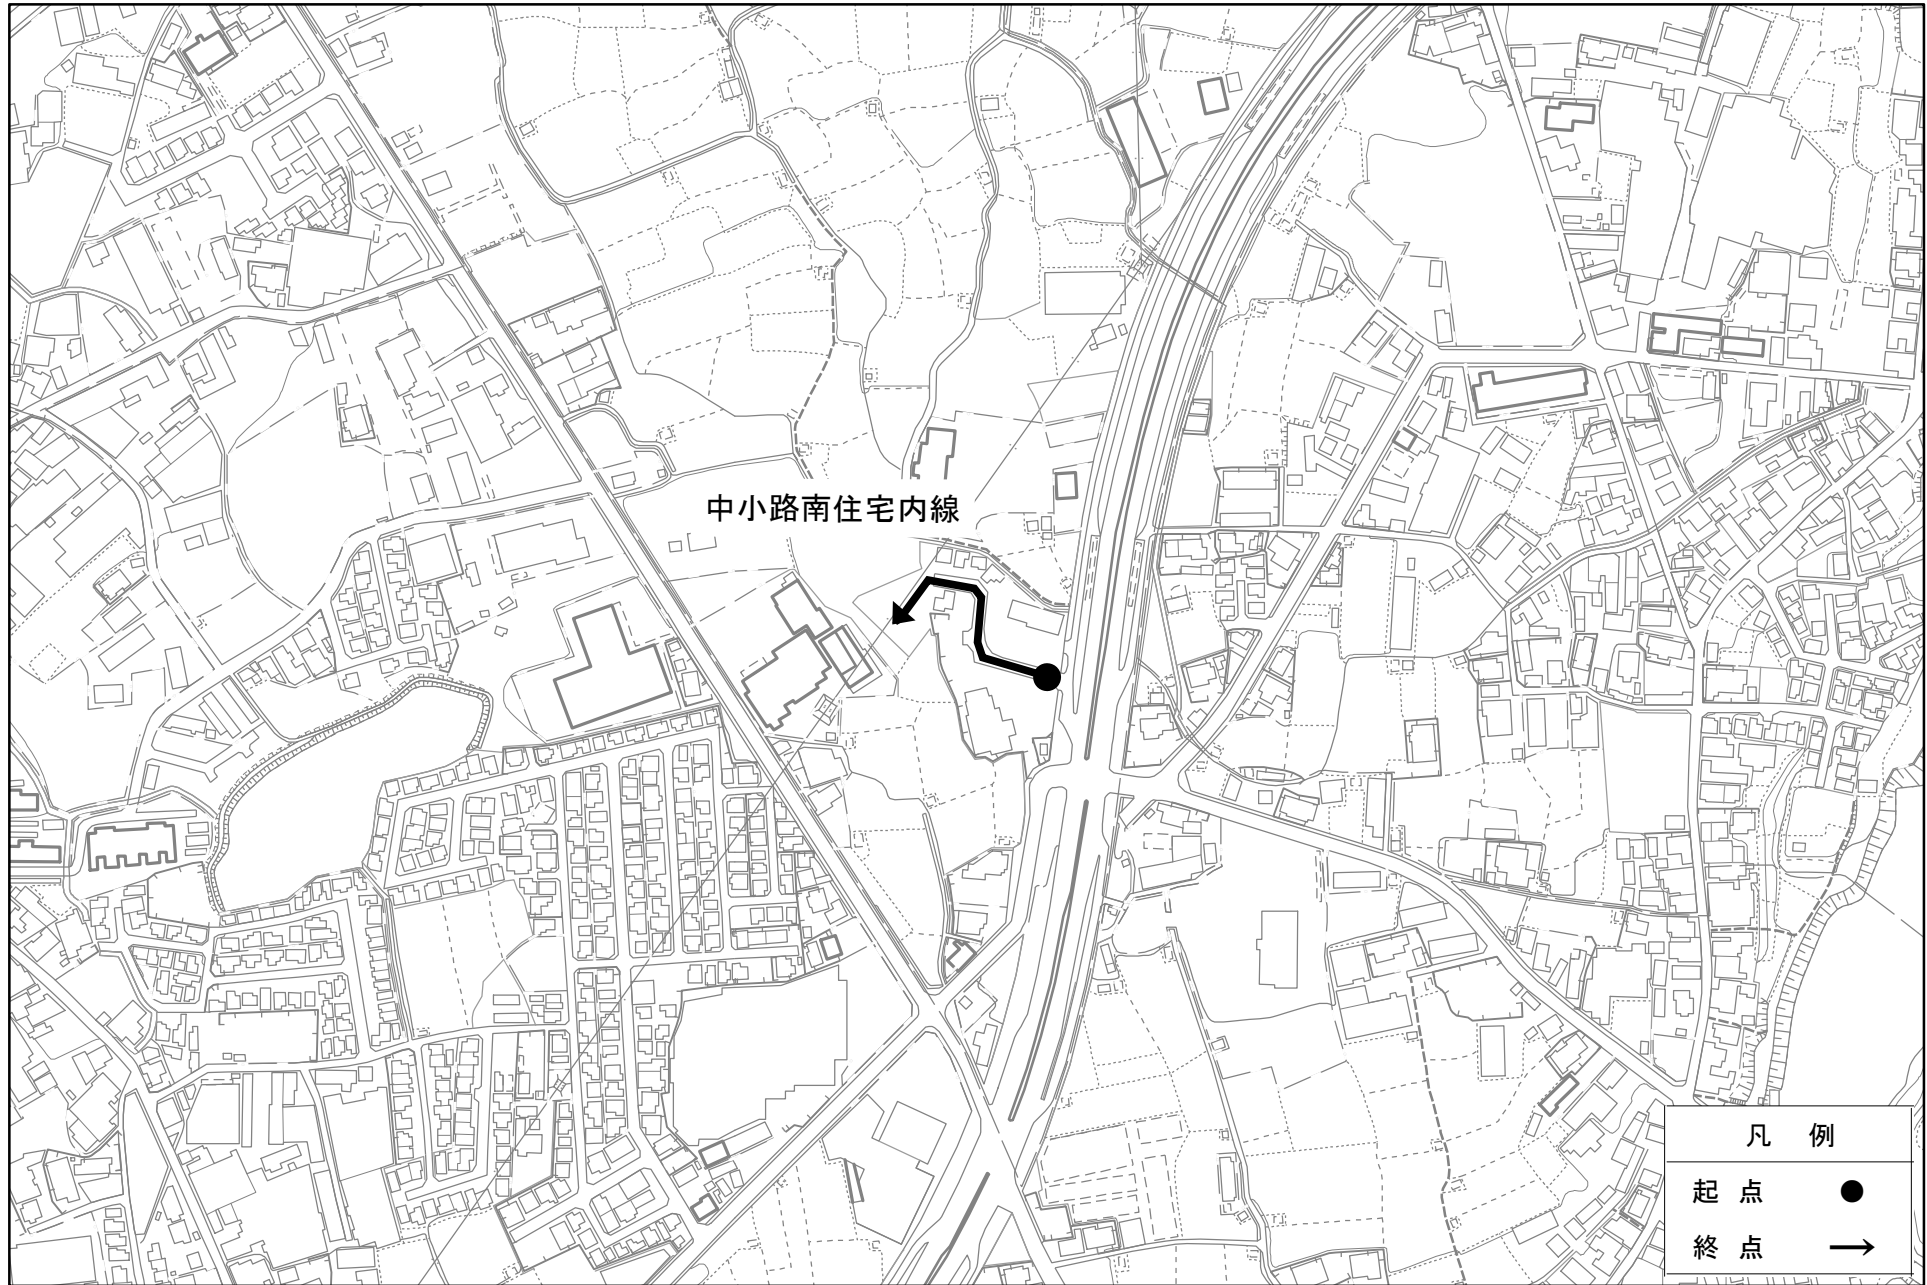 中小路南住宅内線
凡 例
起 点
終 点